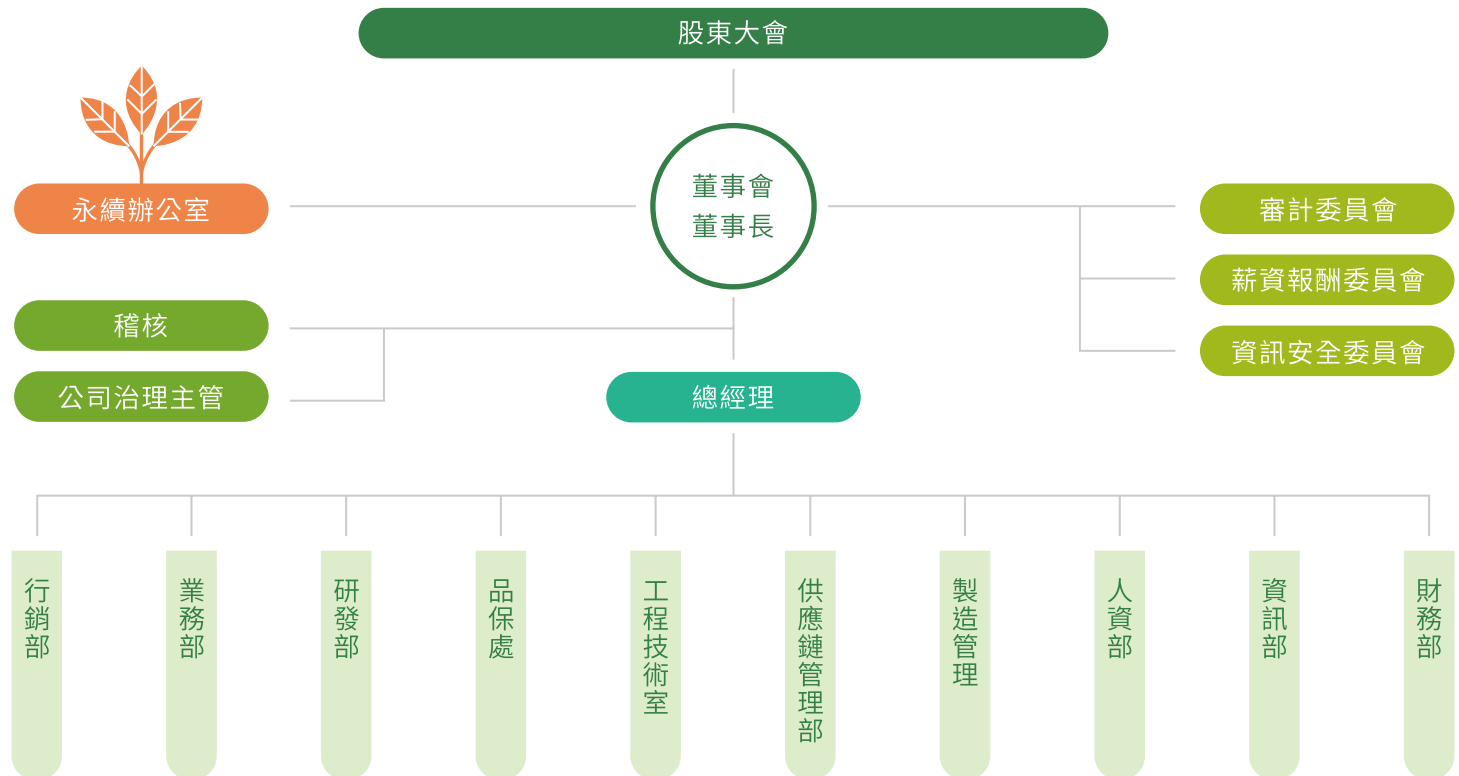 股東大會
董事會
董事長
永續辦公室
審計委員會
薪資報酬委員會
資訊安全委員會
稽核
公司治理主管
總經理
行銷部
業務部
研發部
品保處
工程技術室
供應鏈管理部
製造管理
人資部
資訊部
財務部